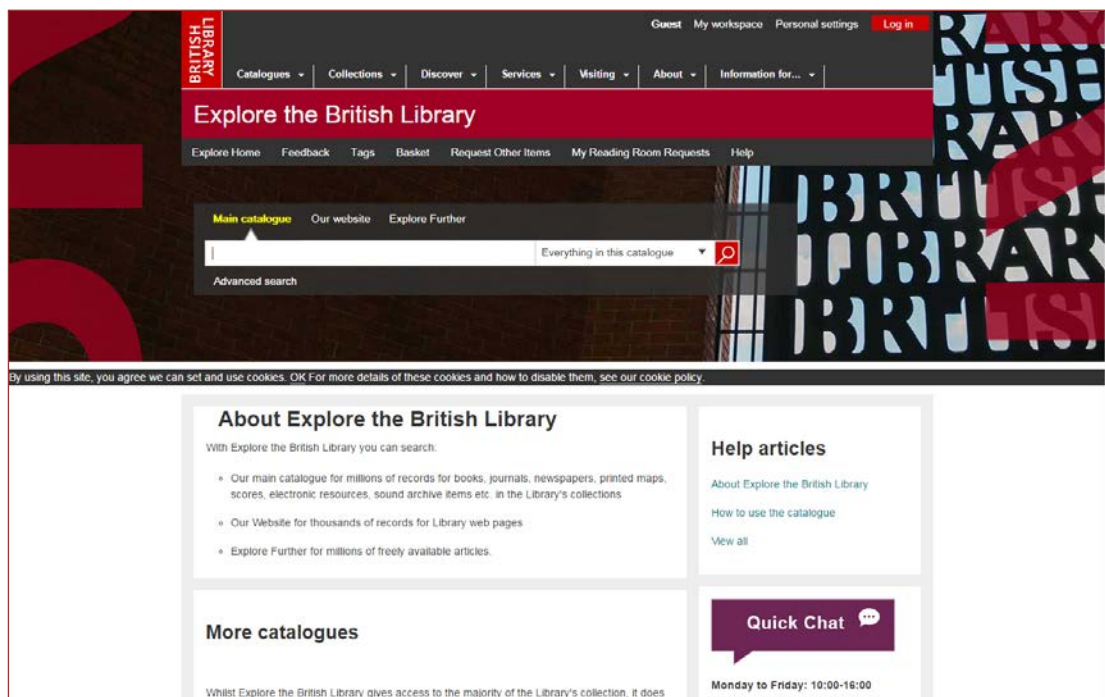 BRITISH
LIBRARY
Guest My workspace Personal settings Log in
Catalogues Collections Discover Services Visiting About Information for...
Explore the British Library
Explore Home Feedback Tags Basket Request Other Items My Reading Room Requests Help
Main catalogue Our website Explore Further
Everything in this catalogue
Advanced search
RARY
BRITISH
LIBRARY
BRITIS
By using this site, you agree we can set and use cookies. OK For more details of these cookies and how to disable them, see our cookie policy.
About Explore the British Library
With Explore the British Library you can search:
Our main catalogue for millions of records for books, journals, newspapers, printed maps,
scores, electronic resources, sound archive items etc. in the Library's collections
Our Website for thousands of records for Library web pages
Explore Further for millions of freely available articles.
Help articles
About Explore the British Library
How to use the catalogue
View all
More catalogues
Whilst Explore the British Library gives access to the majority of the Library's collection, it does
Quick Chat
Monday to Friday: 10:00-16:00